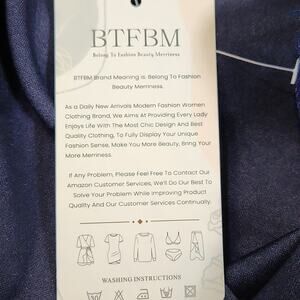 BTFBM
Belong To Fashion Beauty Merriness
BTFBM Brand Meaning is: Belong To Fashion
Beauty Merriness.
As a Daily New Arrivals Modern Fashion Women
Clothing Brand, We Aims At Providing Every Lady
Enjoys Life With The Most Chic Design And Best
Quality Clothing, To Fully Display Your Unique
Fashion Sense, Make You More Beauty, Bring You
More Merriness.
If Any Problem, Please Feel Free To Contact Our
Amazon Customer Services, We'll Do Our Best To
Solve Your Problem While Improving Product
Quality And Our Customer Services Continually.
WASHING INSTRUCTIONS